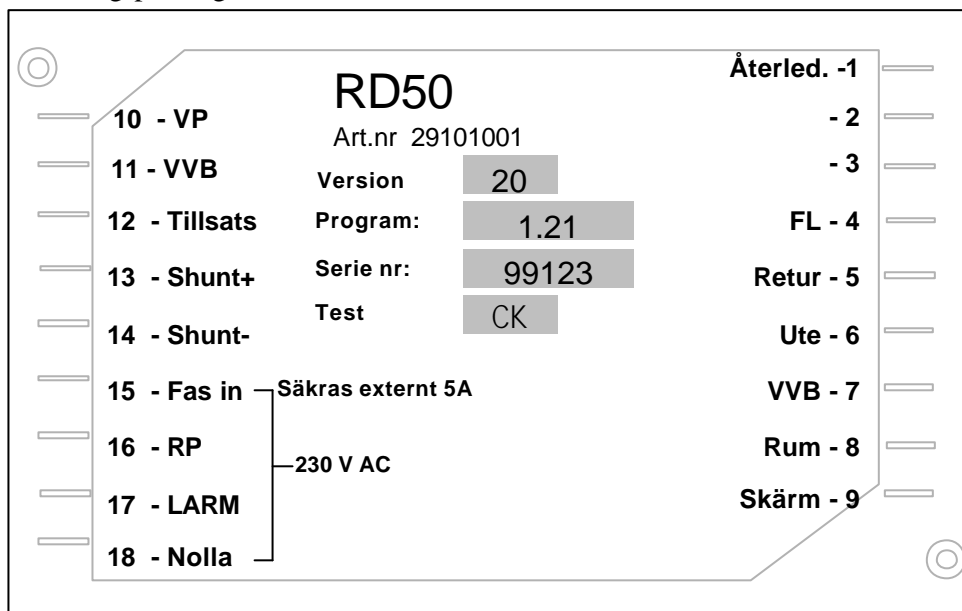 RD50
Art.nr 29101001
Version 20
Program: 1.21
Serie nr: 99123
Test CK
10 - VP
11 - VVB
12 - Tillsats
13 - Shunt+
14 - Shunt-
15 - Fas in
16 - RP
17 - LARM
18 - Nolla
Säkras externt 5A
230 V AC
Återled. -1
- 2
- 3
FL - 4
Retur - 5
Ute - 6
VVB - 7
Rum - 8
Skärm - 9